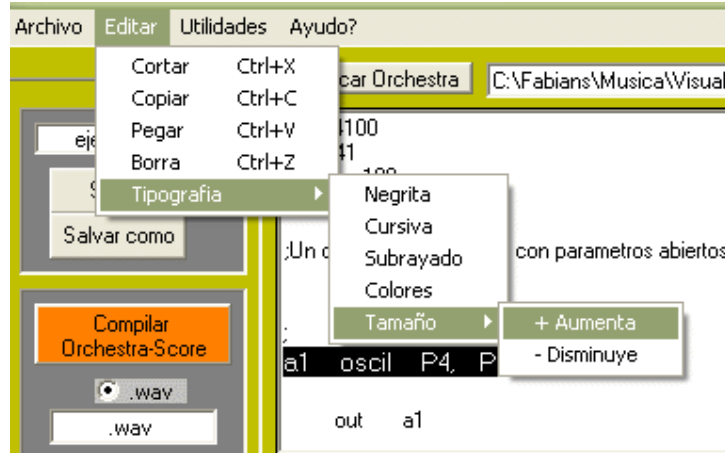 Archivo Editar Utilidades Ayudo?
Cortar Ctrl+X
Copiar Ctrl+C
Pegar Ctrl+V
Borra Ctrl+Z
Tipografia
Negrita
Cursiva
Subrayado
Colores
Tamaño
+ Aumenta
- Disminuye
car Orchestra C:\Fabians\Musica\Visual
eje
Salvar como
Compilar
Orchestra-Score
.wav
.wav
4100
;Un con parametros abiertos
;
a1 oscil P4, P
out a1